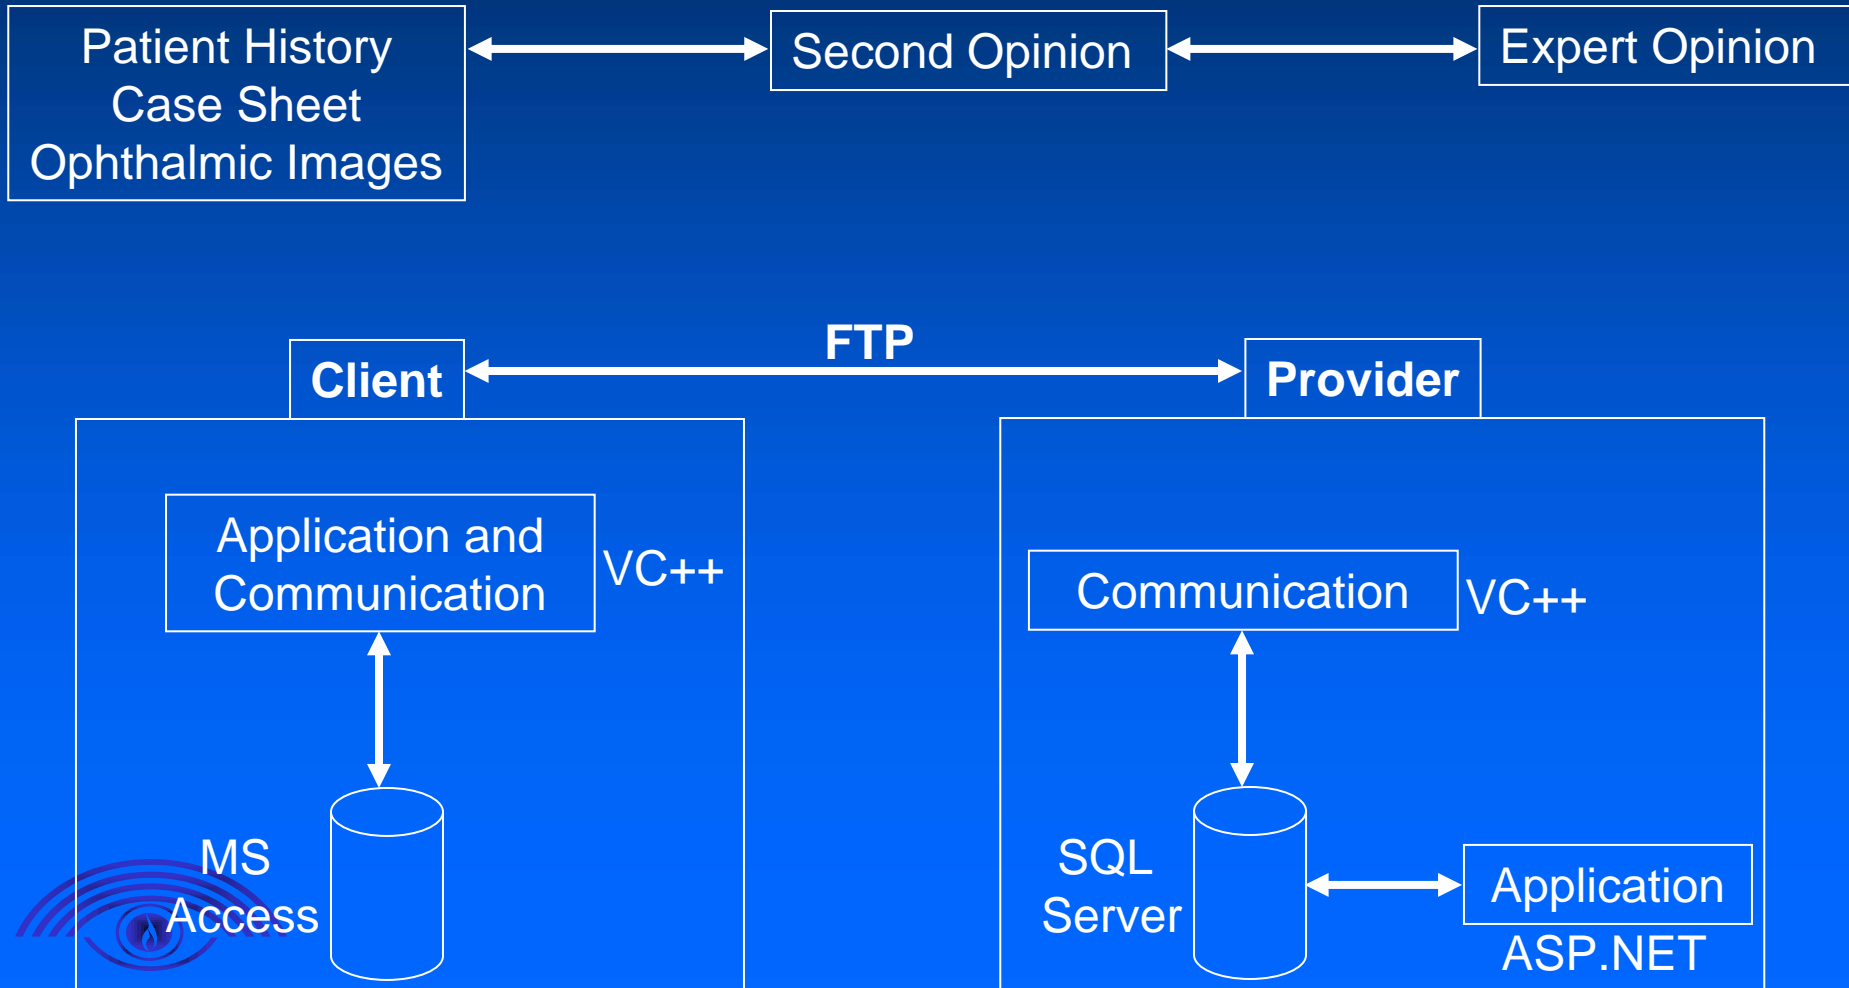 Patient History
Case Sheet
Ophthalmic Images
Second Opinion
Expert Opinion
FTP
Client
Provider
Application and
Communication
VC++
MS
Access
Communication
VC++
SQL
Server
Application
ASP.NET